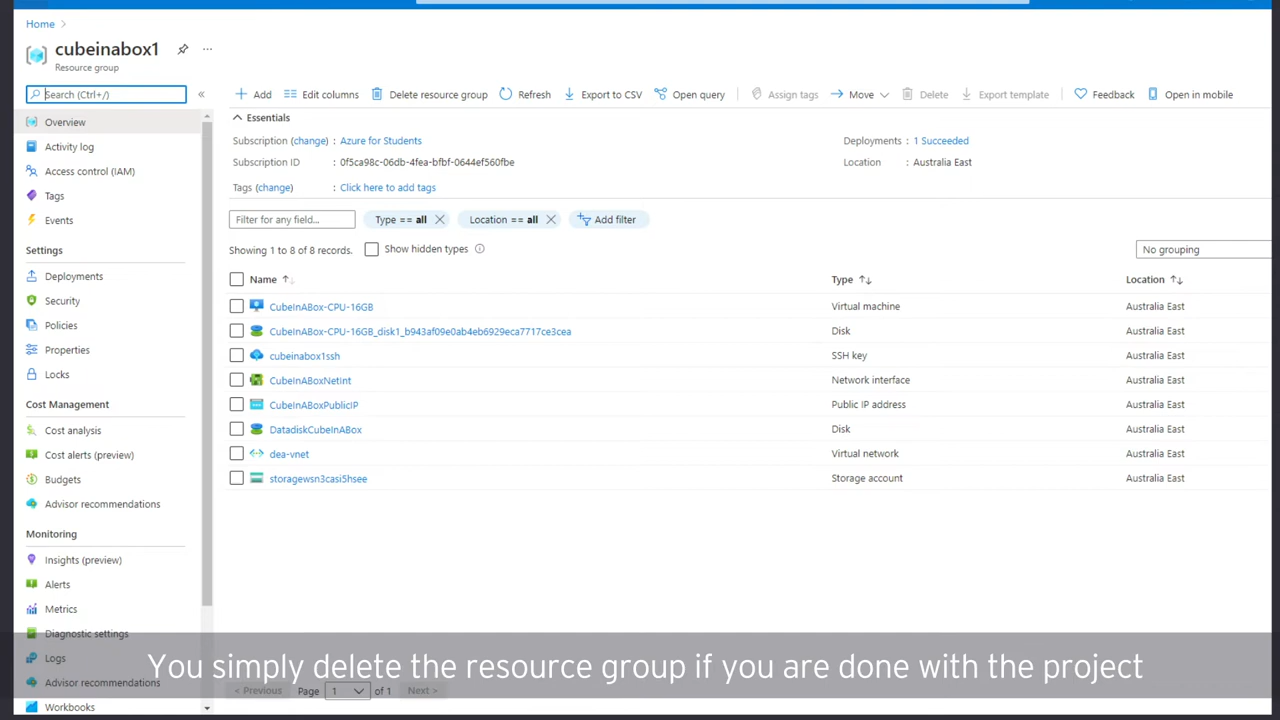 Home
cubeinabox1
Resource group
Search (Ctrl+/)
Overview
Activity log
Access control (IAM)
Tags
Events
Settings
Deployments
Security
Policies
Properties
Locks
Cost Management
Cost analysis
Cost alerts (preview)
Budgets
Advisor recommendations
Monitoring
Insights (preview)
Alerts
Metrics
Diagnostic settings
Logs
Advisor recommendations
Workbooks
Add Edit columns Delete resource group Refresh Export to CSV Open query Assign tags Move Delete Export template Feedback Open in mobile
Essentials
Subscription (change) : Azure for Students Deployments : 1 Succeeded
Subscription ID : 0f5ca98c-06db-4fea-bfbf-0644ef560fbe Location : Australia East
Tags (change) : Click here to add tags
Filter for any field... Type == all Location == all Add filter
Showing 1 to 8 of 8 records. Show hidden types No grouping
Name Type Location
CubeInABox-CPU-16GB Virtual machine Australia East
CubeInABox-CPU-16GB_disk1_b943af09e0ab4eb6929eca7717ce3cea Disk Australia East
cubeinabox1ssh SSH key Australia East
CubeInABoxNetInt Network interface Australia East
CubeInABoxPublicIP Public IP address Australia East
DatadiskCubeInABox Disk Australia East
dea-vnet Virtual network Australia East
storagewsn3casi5hsee Storage account Australia East
You simply delete the resource group if you are done with the project
< Previous Page 1 of 1 Next >